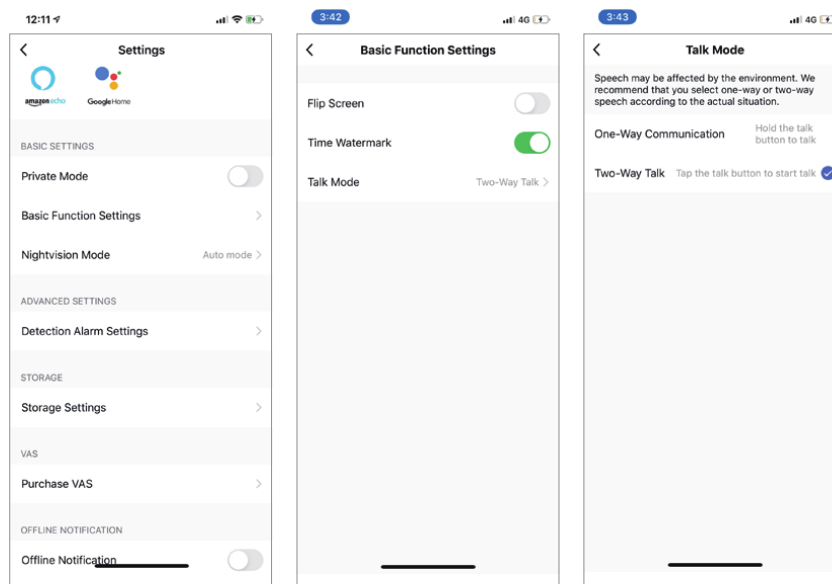 12:11
Settings
amazon echo
Google Home
BASIC SETTINGS
Private Mode
Basic Function Settings
Nightvision Mode Auto mode
ADVANCED SETTINGS
Detection Alarm Settings
STORAGE
Storage Settings
VAS
Purchase VAS
OFFLINE NOTIFICATION
Offline Notification
3:42 4G
Basic Function Settings
Flip Screen
Time Watermark
Talk Mode Two-Way Talk
3:43 4G
Talk Mode
Speech may be affected by the environment. We
recommend that you select one-way or two-way
speech according to the actual situation.
One-Way Communication Hold the talk
button to talk
Two-Way Talk Tap the talk button to start talk